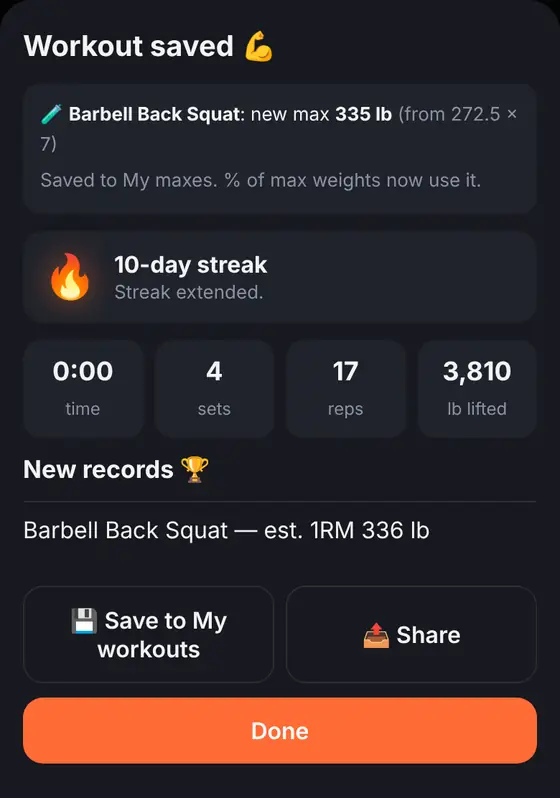 Workout saved 💪
🧪 Barbell Back Squat: new max 335 lb (from 272.5 ×
7)
Saved to My maxes. % of max weights now use it.
🔥
10-day streak
Streak extended.
0:00
time
4
sets
17
reps
3,810
lb lifted
New records 🏆
Barbell Back Squat — est. 1RM 336 lb
💾 Save to My
workouts
📤 Share
Done